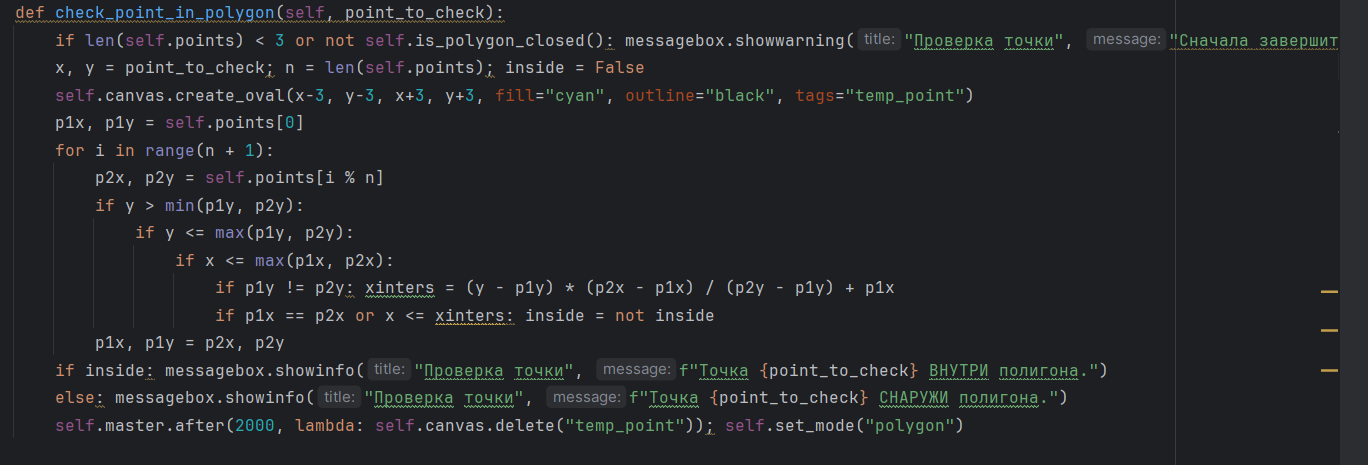 def check_point_in_polygon(self, point_to_check):
    if len(self.points) < 3 or not self.is_polygon_closed(): messagebox.showwarning( title: "Проверка точки", message: "Сначала завершит
    x, y = point_to_check; n = len(self.points); inside = False
    self.canvas.create_oval(x-3, y-3, x+3, y+3, fill="cyan", outline="black", tags="temp_point")
    p1x, p1y = self.points[0]
    for i in range(n + 1):
        p2x, p2y = self.points[i % n]
        if y > min(p1y, p2y):
            if y <= max(p1y, p2y):
                if x <= max(p1x, p2x):
                    if p1y != p2y: xinters = (y - p1y) * (p2x - p1x) / (p2y - p1y) + p1x
                    if p1x == p2x or x <= xinters: inside = not inside
        p1x, p1y = p2x, p2y
    if inside: messagebox.showinfo( title: "Проверка точки", message: f"Точка {point_to_check} ВНУТРИ полигона.")
    else: messagebox.showinfo( title: "Проверка точки", message: f"Точка {point_to_check} СНАРУЖИ полигона.")
    self.master.after(2000, lambda: self.canvas.delete("temp_point")); self.set_mode("polygon")